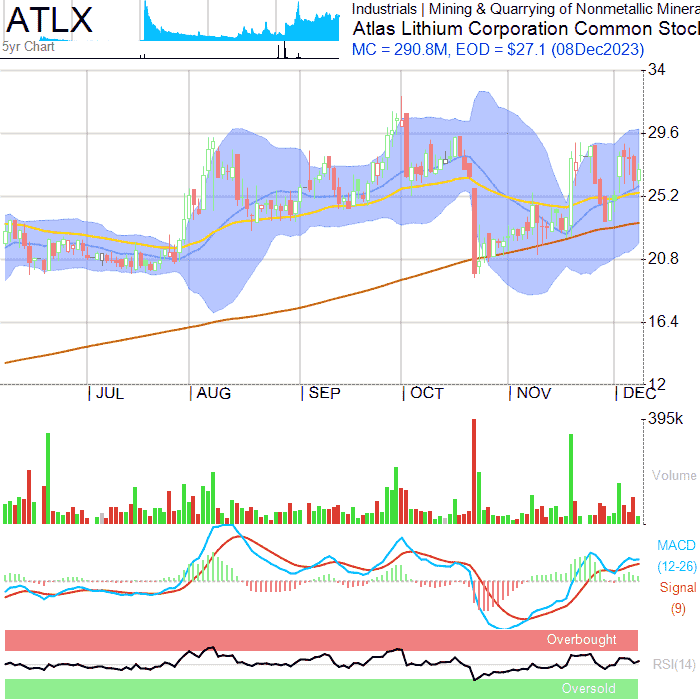 ATLX
5yr Chart
Industrials | Mining & Quarrying of Nonmetallic Minera
Atlas Lithium Corporation Common Stoc
MC = 290.8M, EOD = $27.1 (08Dec2023)
34
29.6
25.2
20.8
16.4
12
JUL AUG SEP OCT NOV DEC
395k
Volume
MACD
(12-26)
Signal
(9)
Overbought
RSI(14)
Oversold